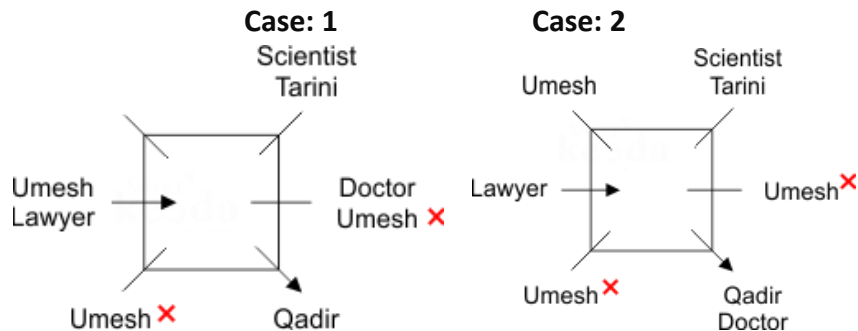 Case: 1
Scientist
Tarini
Umesh
Lawyer
Doctor
Umesh ×
Umesh ×
Qadir
Case: 2
Umesh
Scientist
Tarini
Lawyer
Umesh ×
Umesh ×
Qadir
Doctor